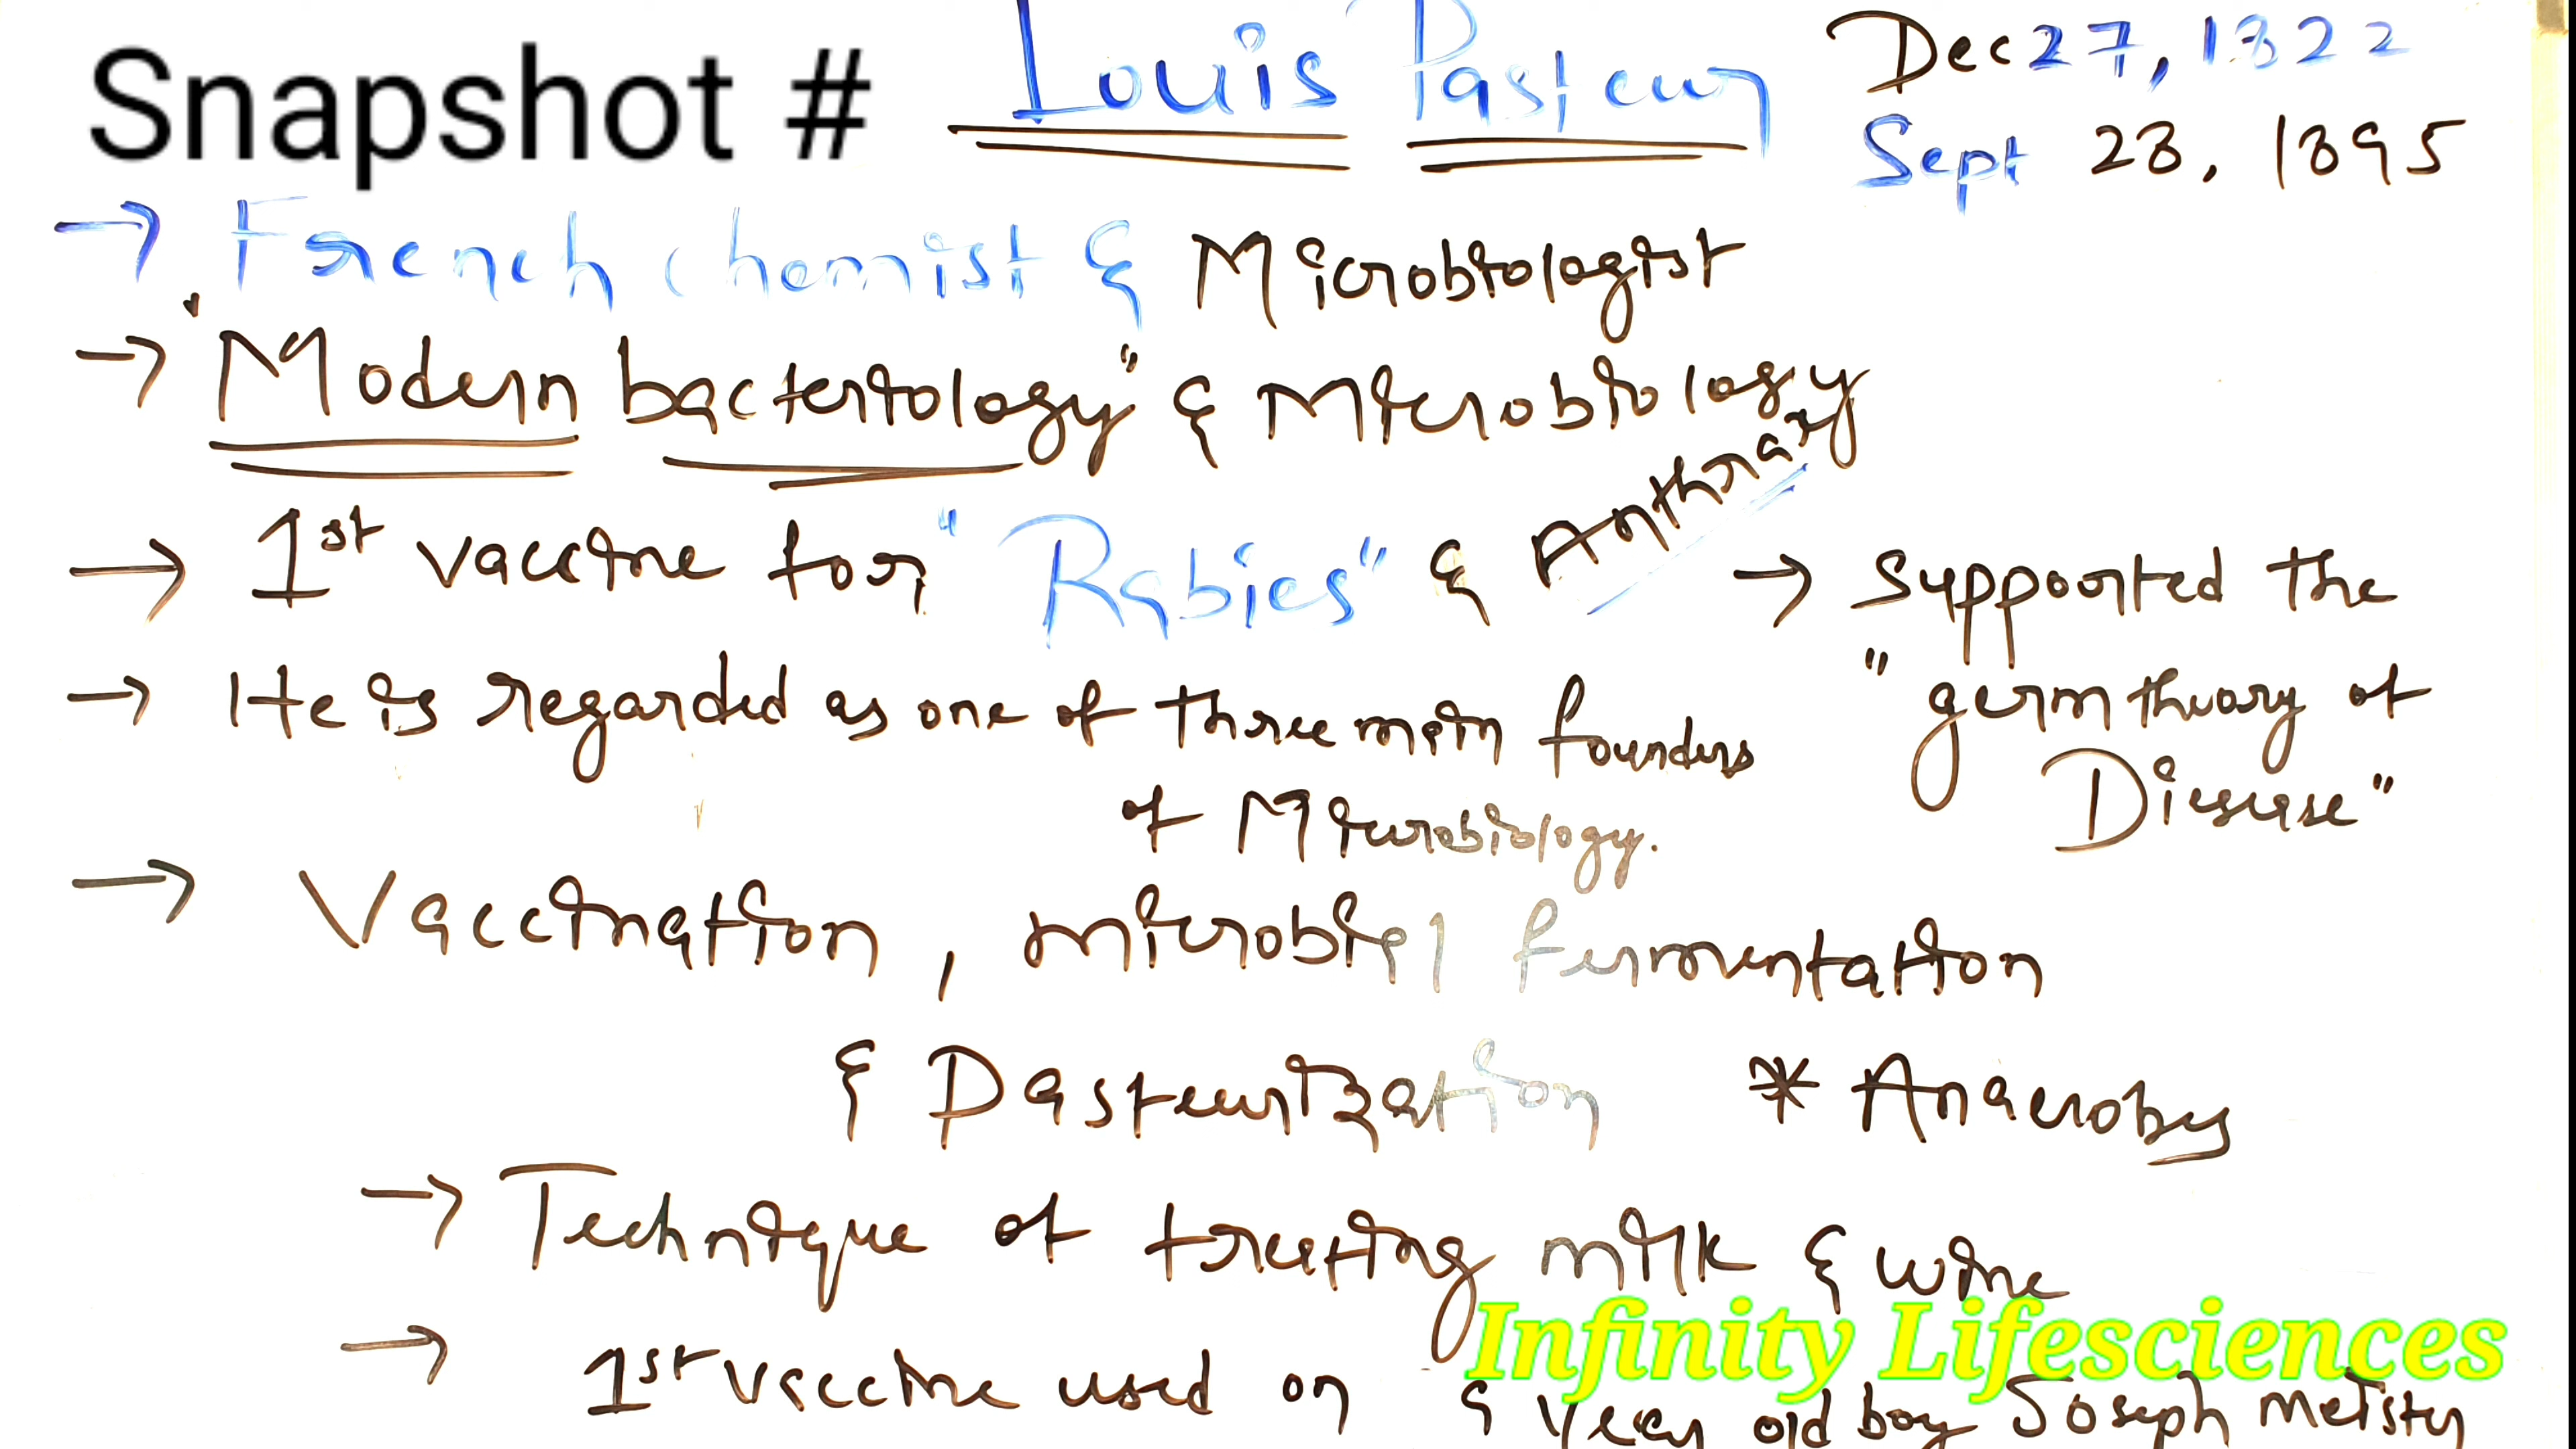 Snapshot # Louis Pasteur Dec 27, 1822
Sept 28, 1895
→ French chemist & Microbiologist
→ "Modern bacteriology" & Microbiology
→ 1st vaccine for "Rabies" & Anthrax
→ He is regarded as one of three main founders
of Microbiology.
→ Supported the
"germ theory of
Diesease"
→ Vaccination, microbial fermentation
& Pasteurization * Anaeroby
→ Technique of treating milk & wine
→ 1st vaccine used on 9 year old boy Joseph Meister
Infinity Lifesciences